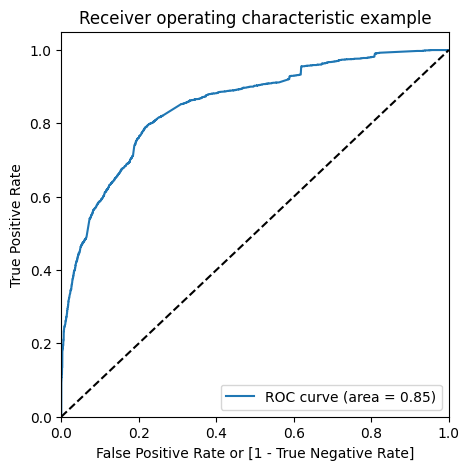 Receiver operating characteristic example
True Positive Rate
1.0
0.8
0.6
0.4
0.2
0.0
ROC curve (area = 0.85)
0.0 0.2 0.4 0.6 0.8 1.0
False Positive Rate or [1 - True Negative Rate]